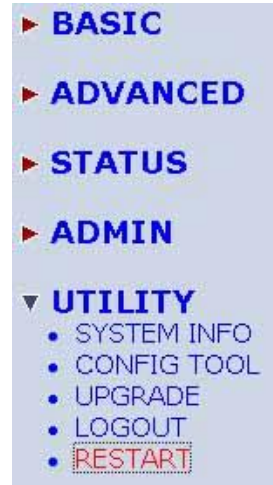 BASIC
ADVANCED
STATUS
ADMIN
UTILITY
SYSTEM INFO
CONFIG TOOL
UPGRADE
LOGOUT
RESTART